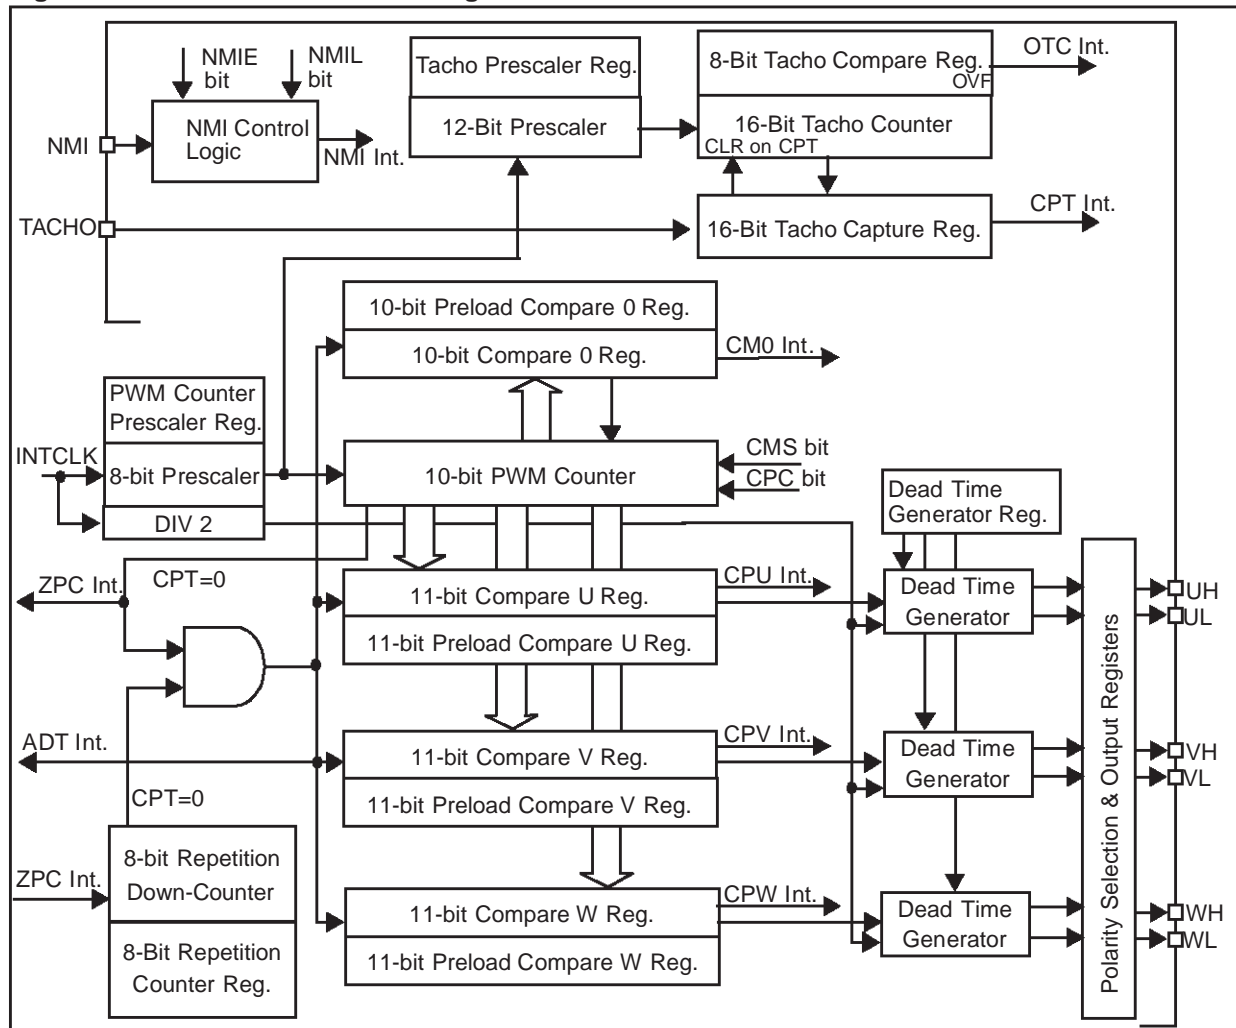 NMIE
bit
NMIL
bit
NMI
NMI Control
Logic
NMI Int.
Tacho Prescaler Reg.
12-Bit Prescaler
8-Bit Tacho Compare Reg.
OVF
16-Bit Tacho Counter
CLR on CPT
OTC Int.
TACHO
16-Bit Tacho Capture Reg.
CPT Int.
10-bit Preload Compare 0 Reg.
10-bit Compare 0 Reg.
CM0 Int.
PWM Counter
Prescaler Reg.
INTCLK
8-bit Prescaler
DIV 2
10-bit PWM Counter
CMS bit
CPC bit
Dead Time
Generator Reg.
ZPC Int.
CPT=0
11-bit Compare U Reg.
11-bit Preload Compare U Reg.
CPU Int.
Dead Time
Generator
UH
UL
ADT Int.
11-bit Compare V Reg.
11-bit Preload Compare V Reg.
CPV Int.
Dead Time
Generator
VH
VL
CPT=0
8-bit Repetition
Down-Counter
ZPC Int.
8-Bit Repetition
Counter Reg.
11-bit Compare W Reg.
11-bit Preload Compare W Reg.
CPW Int.
Dead Time
Generator
WH
WL
Polarity Selection & Output Registers